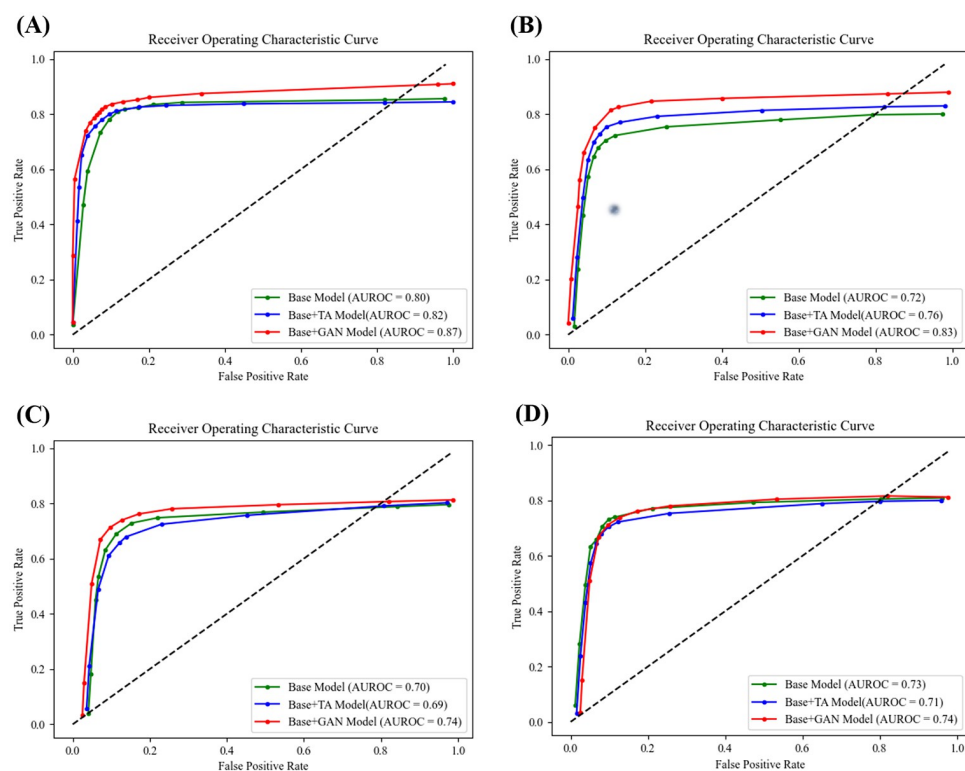 (A)
Receiver Operating Characteristic Curve
1.0
0.8
0.6
0.4
0.2
0.0
True Positive Rate
0.0 0.2 0.4 0.6 0.8 1.0
False Positive Rate
Base Model (AUROC = 0.80)
Base+TA Model(AUROC = 0.82)
Base+GAN Model (AUROC = 0.87)
(B)
Receiver Operating Characteristic Curve
1.0
0.8
0.6
0.4
0.2
0.0
True Positive Rate
0.0 0.2 0.4 0.6 0.8 1.0
False Positive Rate
Base Model (AUROC = 0.72)
Base+TA Model(AUROC = 0.76)
Base+GAN Model (AUROC = 0.83)
(C)
Receiver Operating Characteristic Curve
1.0
0.8
0.6
0.4
0.2
0.0
True Positive Rate
0.0 0.2 0.4 0.6 0.8 1.0
False Positive Rate
Base Model (AUROC = 0.70)
Base+TA Model(AUROC = 0.69)
Base+GAN Model (AUROC = 0.74)
(D)
Receiver Operating Characteristic Curve
1.0
0.8
0.6
0.4
0.2
0.0
True Positive Rate
0.0 0.2 0.4 0.6 0.8 1.0
False Positive Rate
Base Model (AUROC = 0.73)
Base+TA Model(AUROC = 0.71)
Base+GAN Model (AUROC = 0.74)